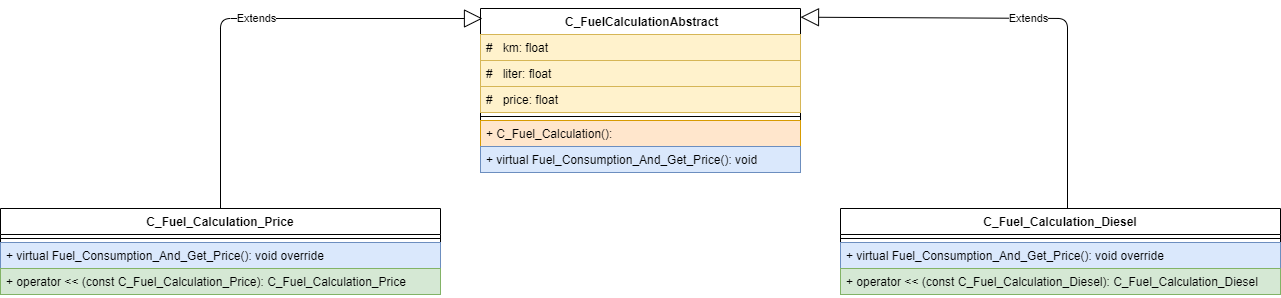 Extends
C_FuelCalculationAbstract
Extends
# km: float
# liter: float
# price: float
+ C_Fuel_Calculation():
+ virtual Fuel_Consumption_And_Get_Price(): void
C_Fuel_Calculation_Price
+ virtual Fuel_Consumption_And_Get_Price(): void override
+ operator << (const C_Fuel_Calculation_Price): C_Fuel_Calculation_Price
C_Fuel_Calculation_Diesel
+ virtual Fuel_Consumption_And_Get_Price(): void override
+ operator << (const C_Fuel_Calculation_Diesel): C_Fuel_Calculation_Diesel